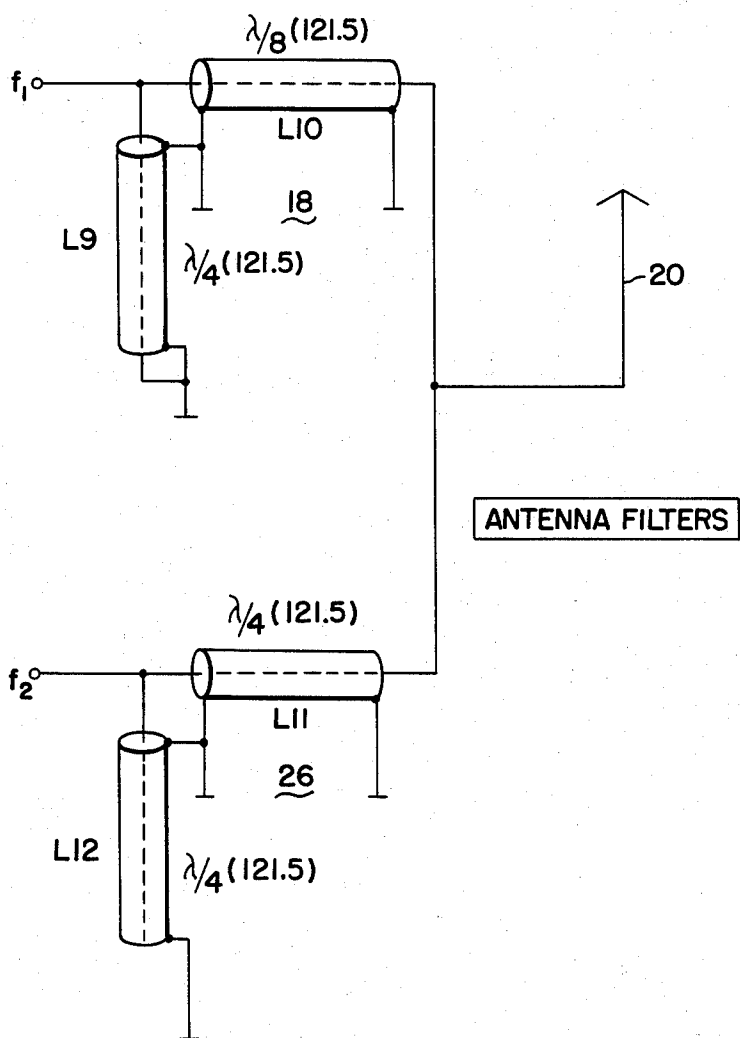 λ/8 (121.5)
f₁
L10
18
L9
λ/4 (121.5)
20
ANTENNA FILTERS
λ/4 (121.5)
f₂
L11
26
L12
λ/4 (121.5)